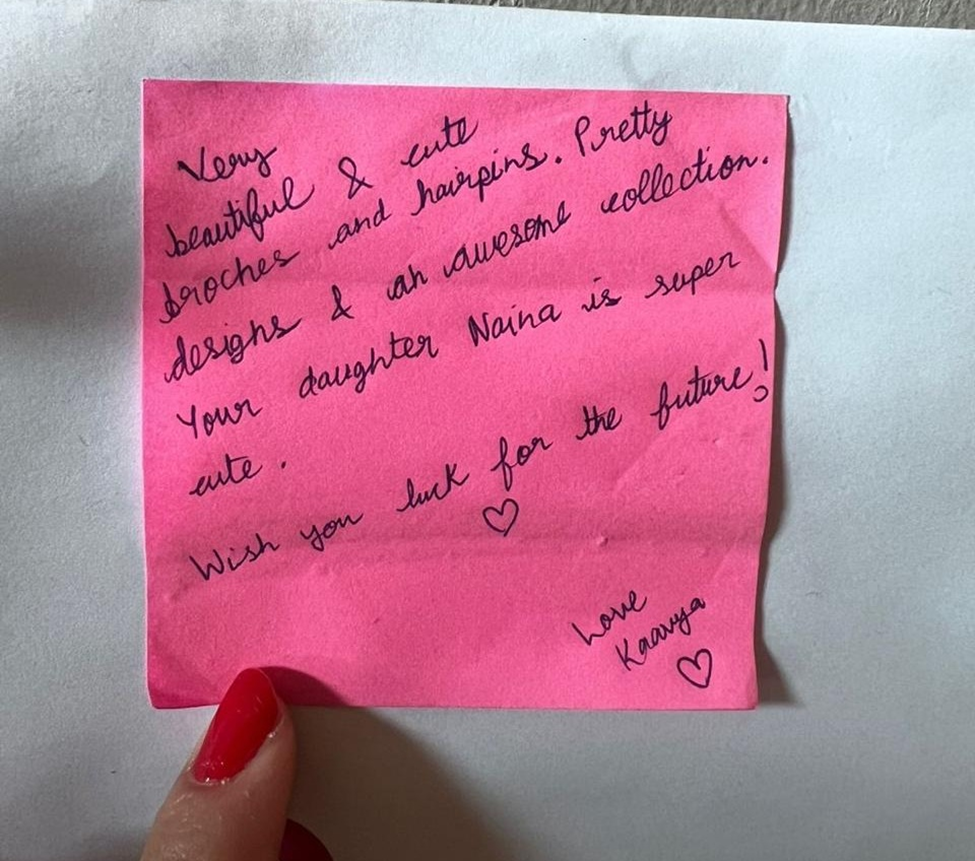 Very
beautiful & cute
broches and hairpins. Pretty
designs & an awesome collection.
Your daughter Naina is super
cute.
Wish you luck for the future!
♡
Love
Kaavya
♡